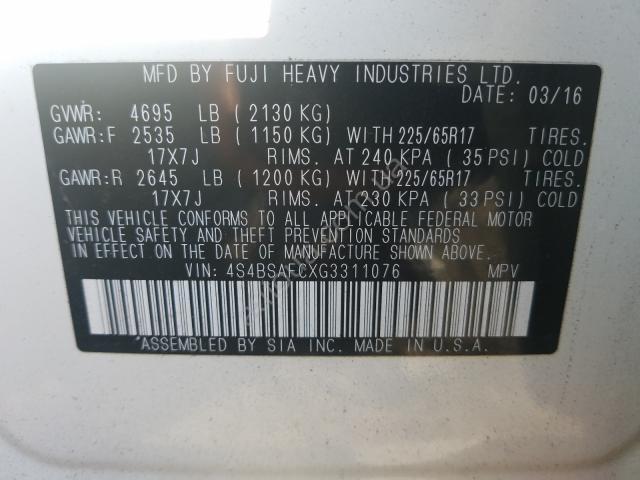 MFD BY FUJI HEAVY INDUSTRIES LTD.
DATE: 03/16
GVWR: 4695 LB (2130 KG)
GAWR:F 2535 LB (1150 KG) WITH 225/65R17 TIRES.
17X7J RIMS. AT 240 KPA (35 PSI) COLD
GAWR:R 2645 LB (1200 KG) WITH 225/65R17 TIRES.
17X7J RIMS. AT 230 KPA (33 PSI) COLD
THIS VEHICLE CONFORMS TO ALL APPLICABLE FEDERAL MOTOR
VEHICLE SAFETY AND THEFT PREVENTION STANDARDS
IN EFFECT ON THE DATE OF MANUFACTURE SHOWN ABOVE.
VIN: 4S4BSAFCXG3311076 MPV
ASSEMBLED BY SIA INC. MADE IN U.S.A.